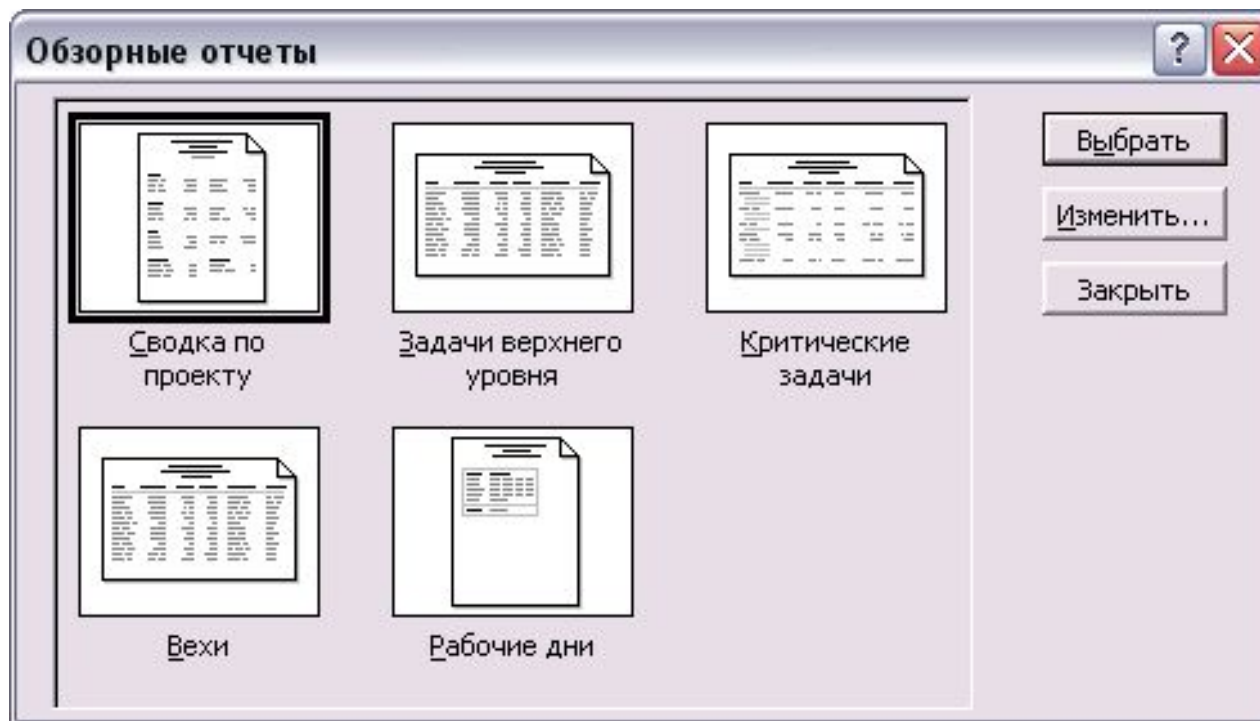 Обзорные отчеты
Сводка по
проекту
Задачи верхнего
уровня
Критические
задачи
Вехи
Рабочие дни
Выбрать
Изменить...
Закрыть